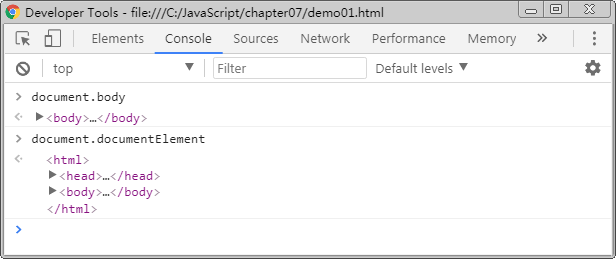 Developer Tools - file:///C:/JavaScript/chapter07/demo01.html
Elements Console Sources Network Performance Memory »
top ▼ Filter Default levels ▼
> document.body
<· ▶<body>…</body>
> document.documentElement
<· <html>
▶<head>…</head>
▶<body>…</body>
</html>
>